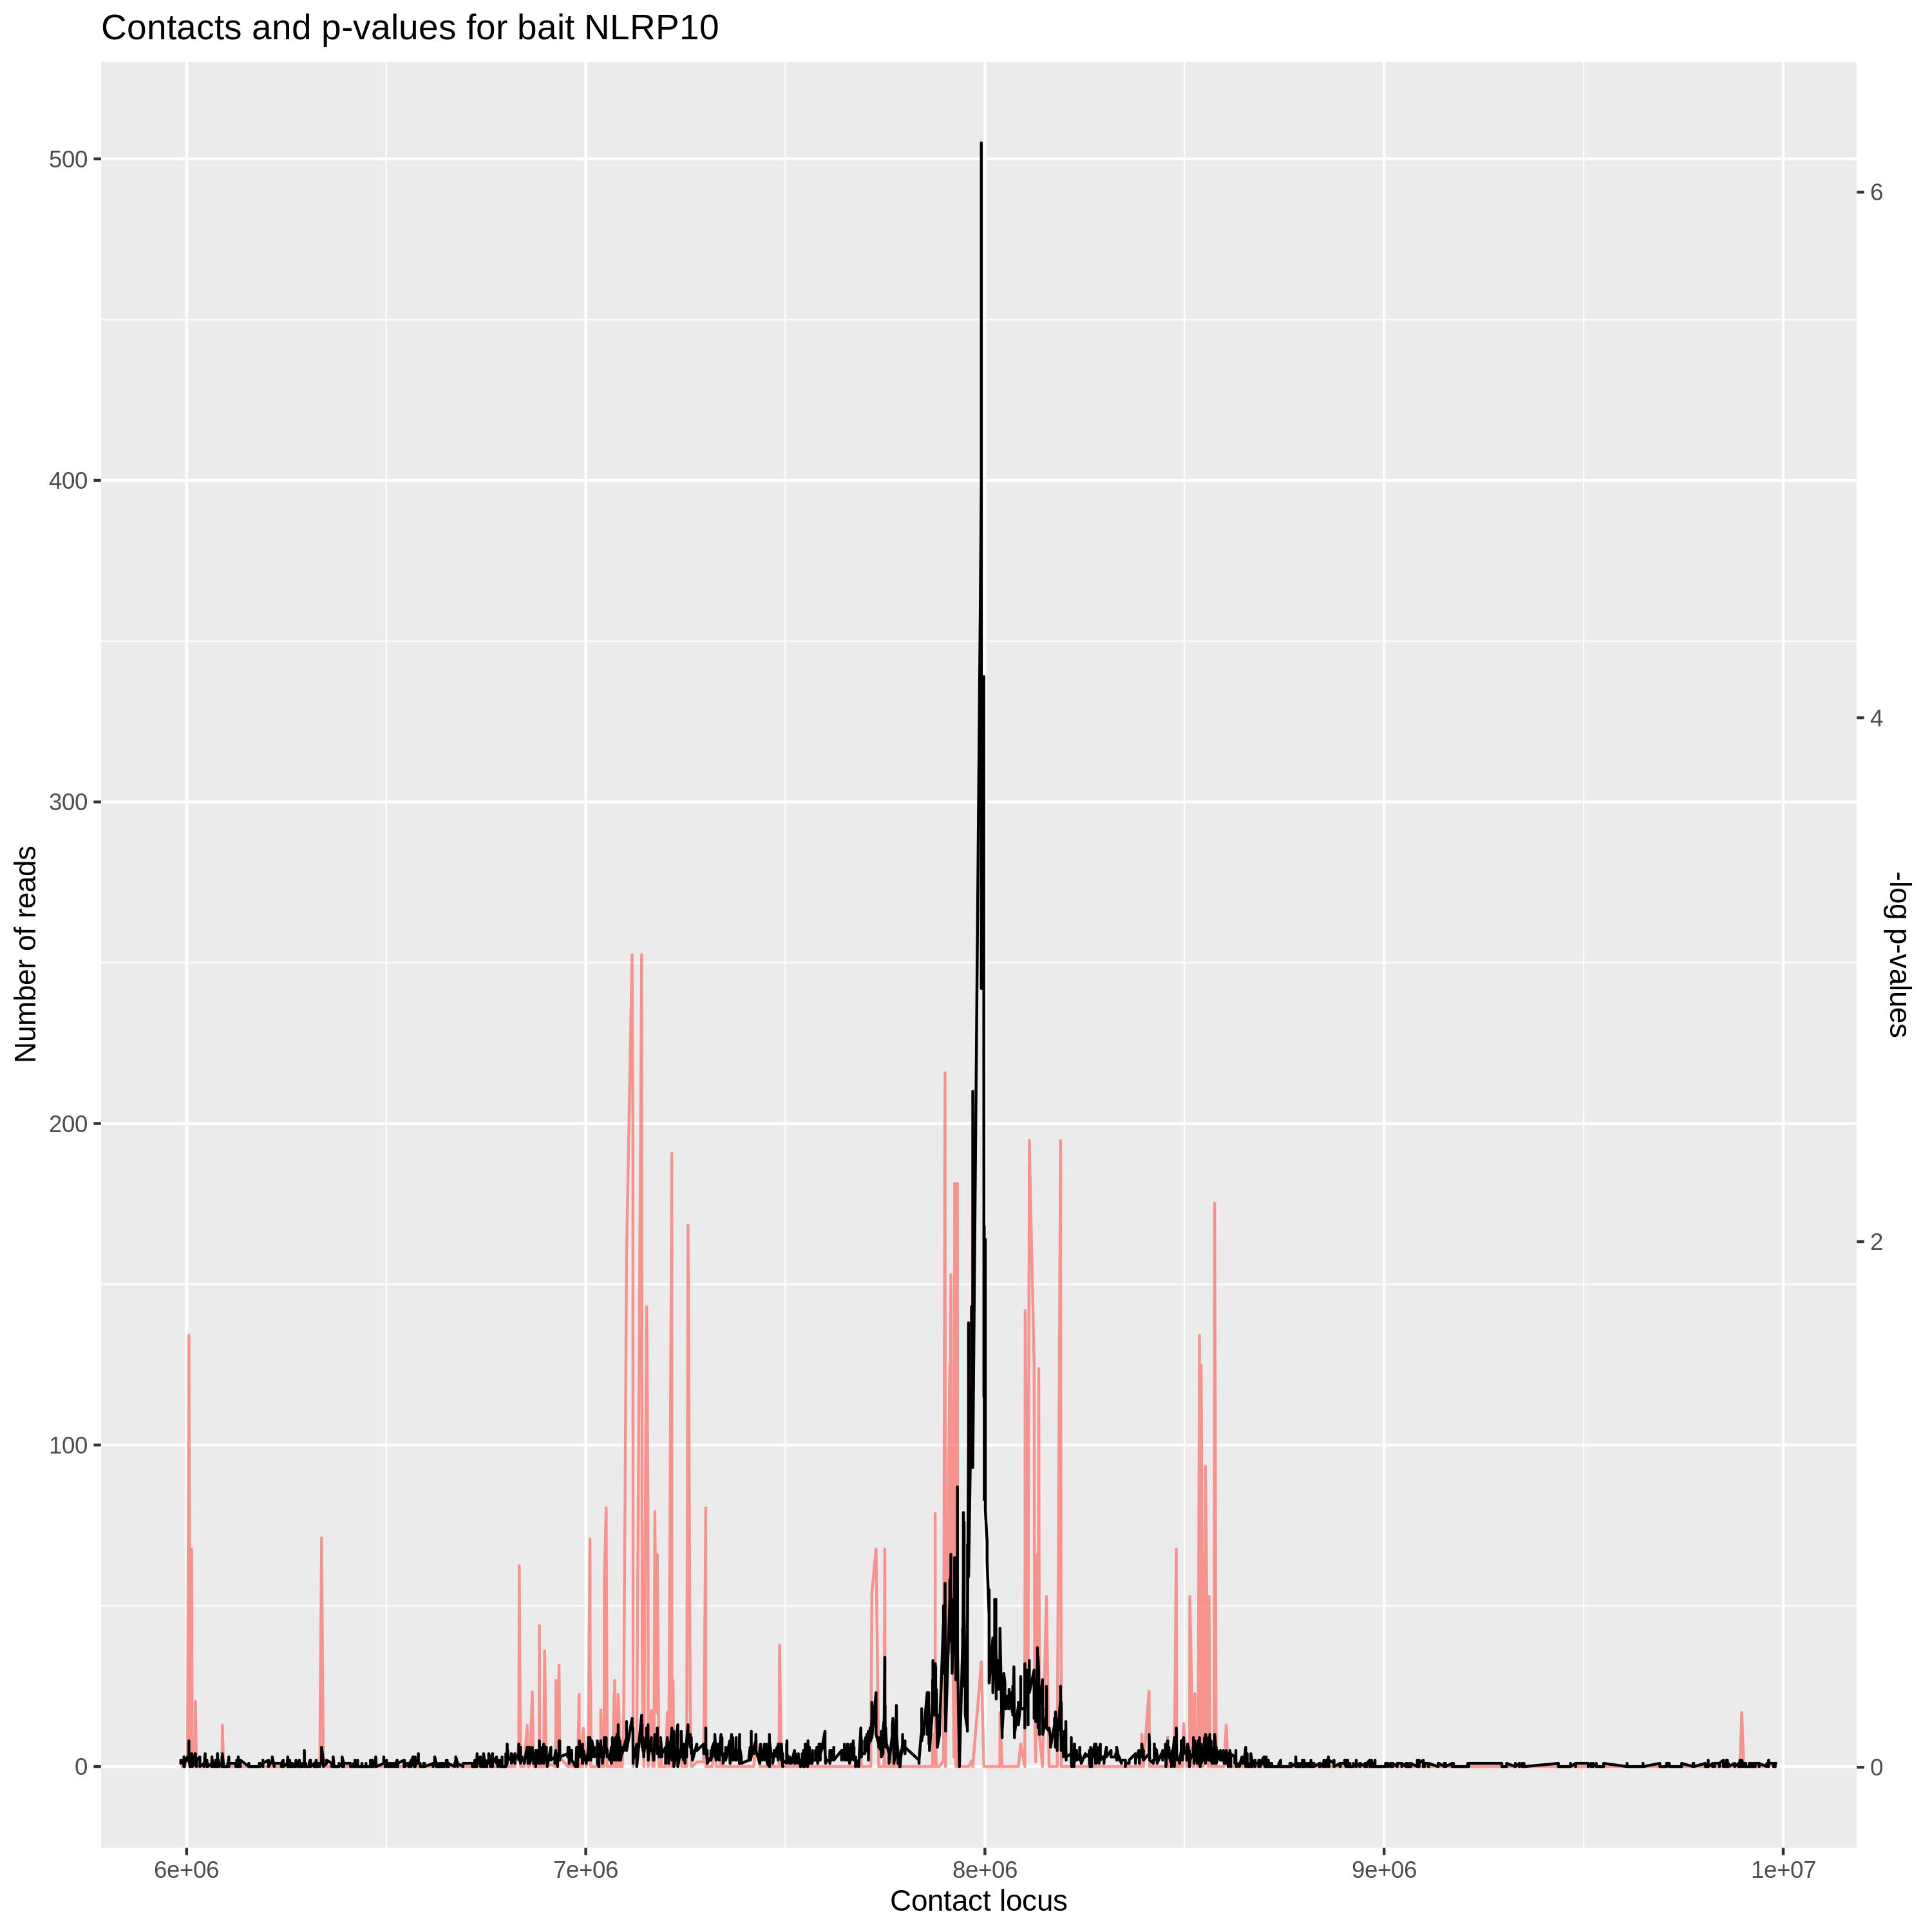 Contacts and p-values for bait NLRP10
500
400
300
200
100
0
Number of reads
6
4
2
0
-log p-values
6e+06
7e+06
8e+06
9e+06
1e+07
Contact locus